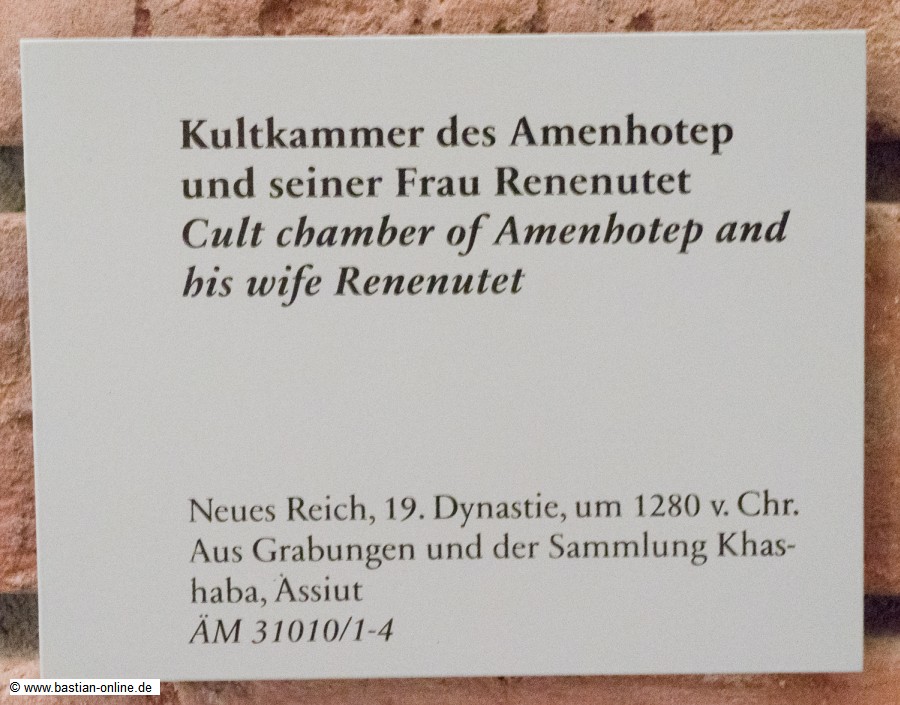 Kultkammer des Amenhotep
und seiner Frau Renenutet
Cult chamber of Amenhotep and
his wife Renenutet
Neues Reich, 19. Dynastie, um 1280 v. Chr.
Aus Grabungen und der Sammlung Khas-
haba, Assiut
ÄM 31010/1-4
© www.bastian-online.de